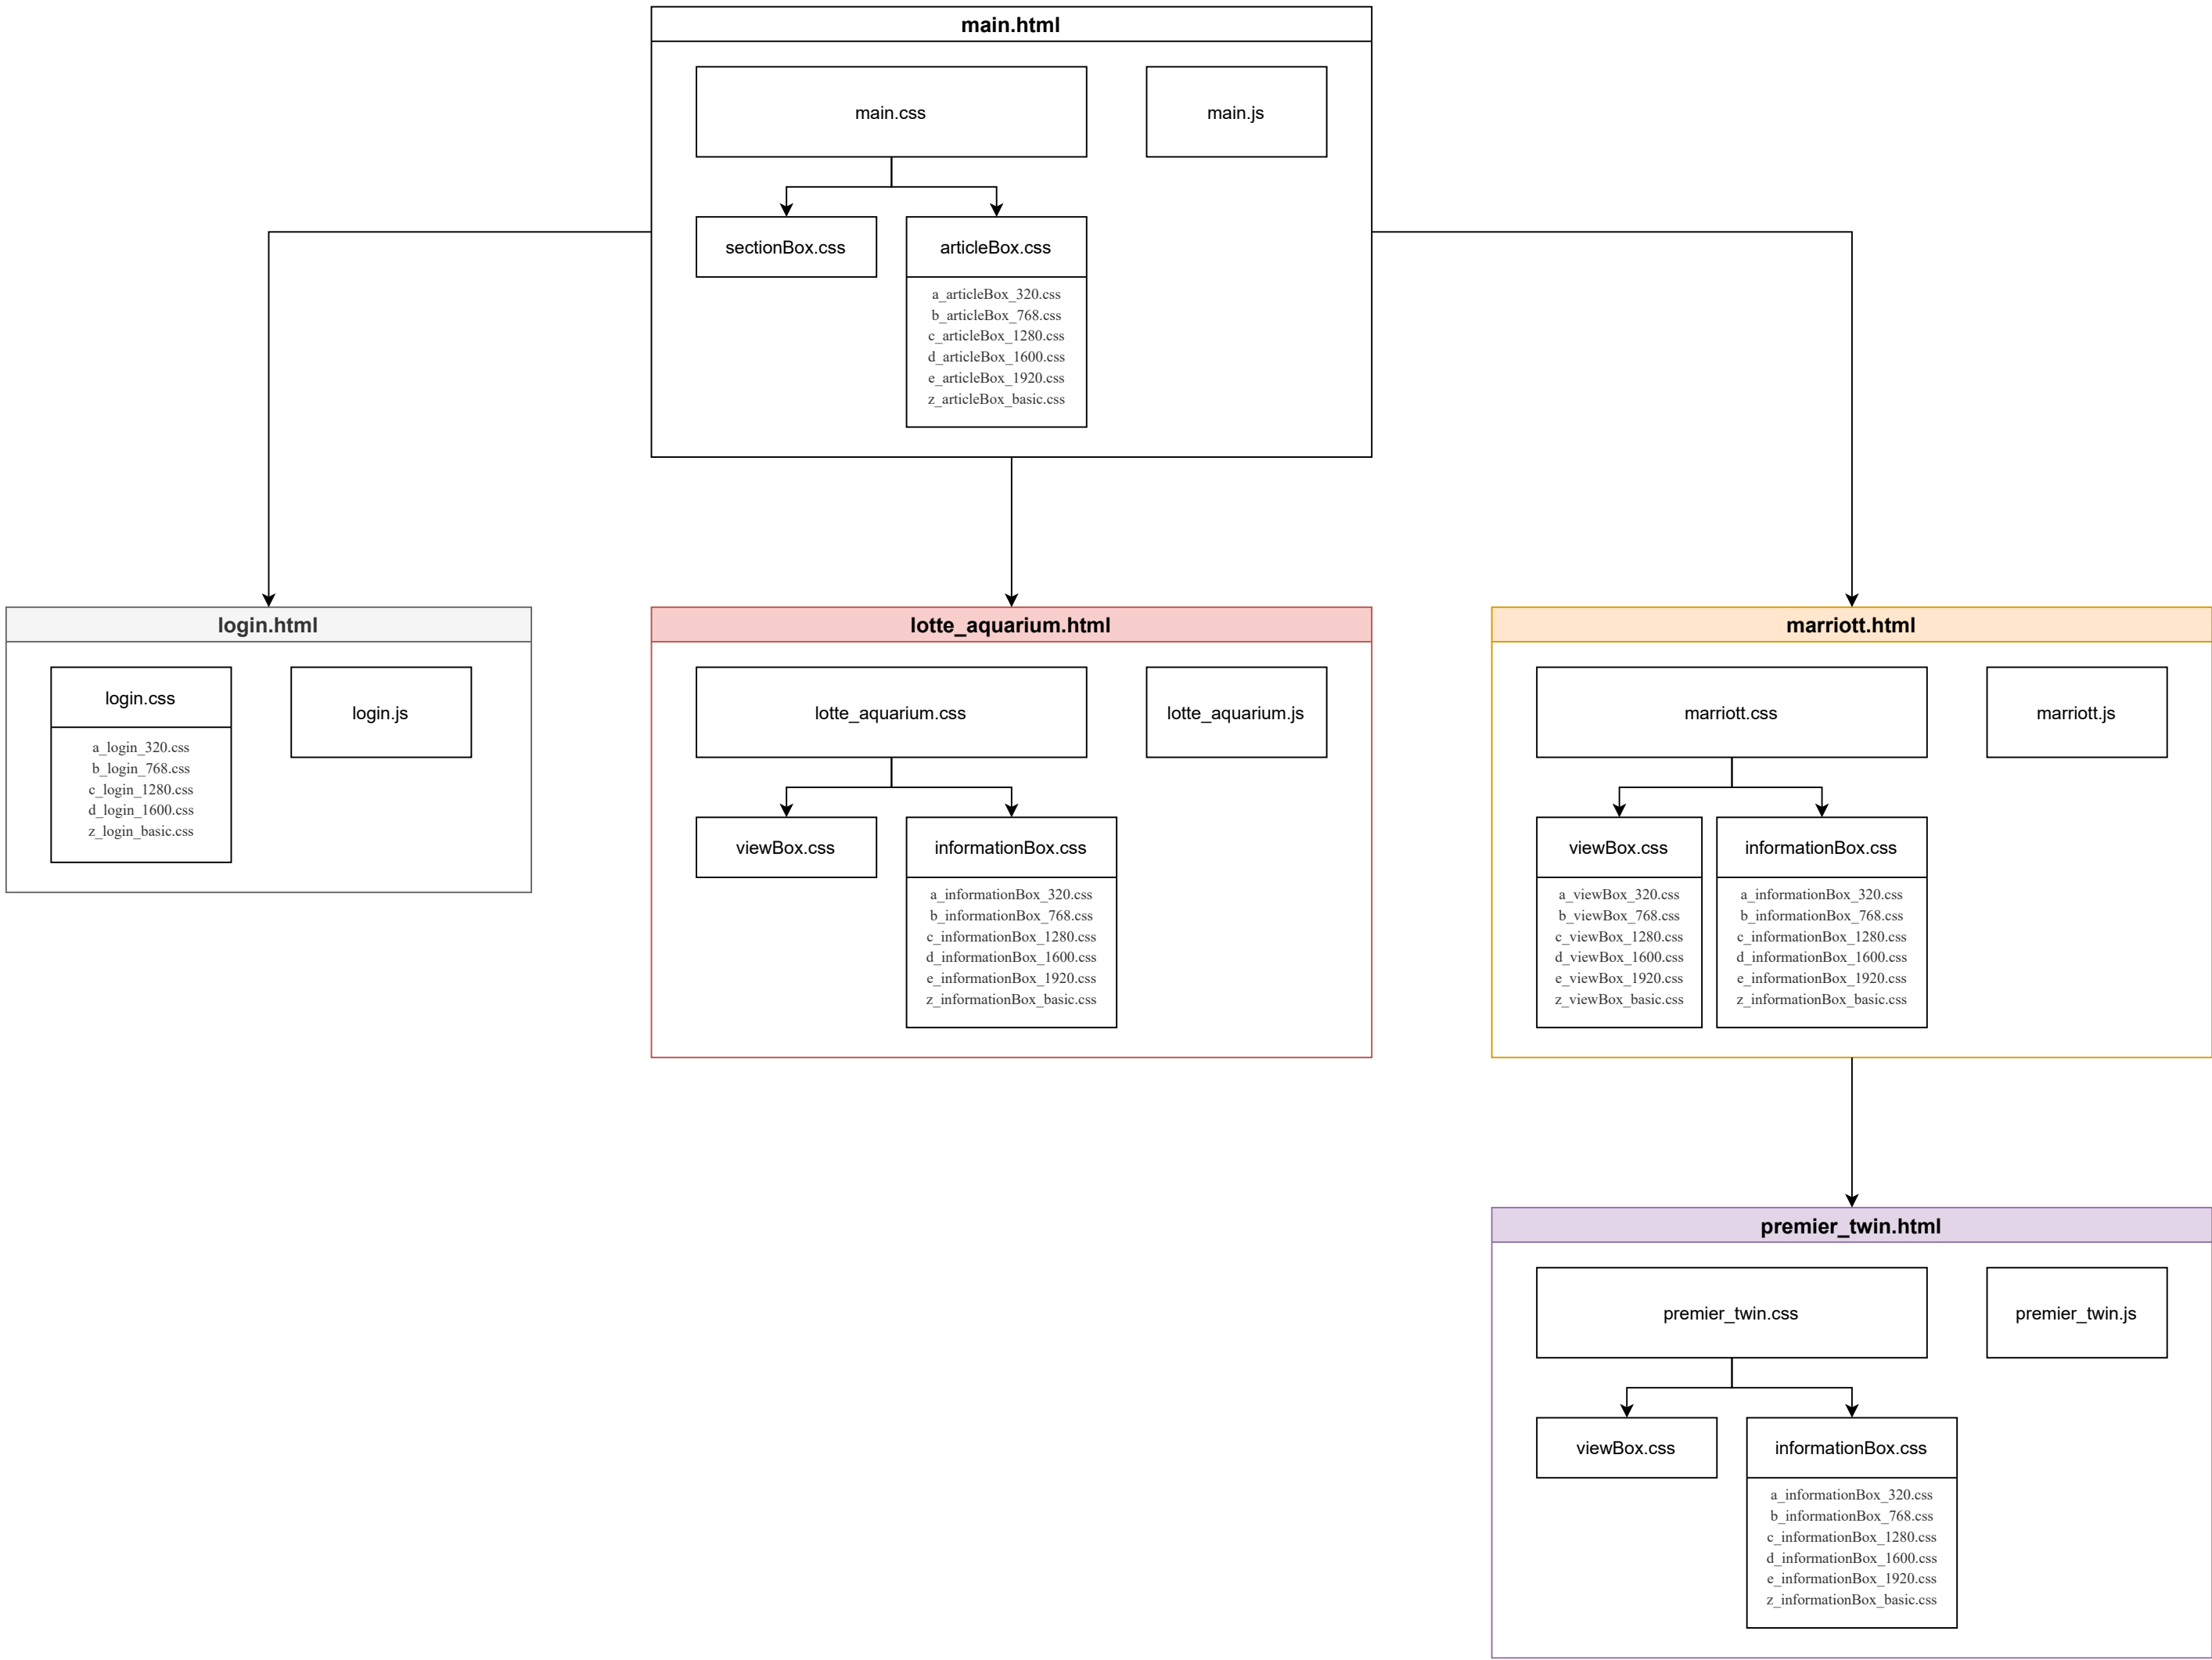 main.html
main.css
main.js
sectionBox.css
articleBox.css
a_articleBox_320.css
b_articleBox_768.css
c_articleBox_1280.css
d_articleBox_1600.css
e_articleBox_1920.css
z_articleBox_basic.css
login.html
login.css
login.js
a_login_320.css
b_login_768.css
c_login_1280.css
d_login_1600.css
z_login_basic.css
lotte_aquarium.html
lotte_aquarium.css
lotte_aquarium.js
viewBox.css
informationBox.css
a_informationBox_320.css
b_informationBox_768.css
c_informationBox_1280.css
d_informationBox_1600.css
e_informationBox_1920.css
z_informationBox_basic.css
marriott.html
marriott.css
marriott.js
viewBox.css
a_viewBox_320.css
b_viewBox_768.css
c_viewBox_1280.css
d_viewBox_1600.css
e_viewBox_1920.css
z_viewBox_basic.css
informationBox.css
a_informationBox_320.css
b_informationBox_768.css
c_informationBox_1280.css
d_informationBox_1600.css
e_informationBox_1920.css
z_informationBox_basic.css
premier_twin.html
premier_twin.css
premier_twin.js
viewBox.css
informationBox.css
a_informationBox_320.css
b_informationBox_768.css
c_informationBox_1280.css
d_informationBox_1600.css
e_informationBox_1920.css
z_informationBox_basic.css